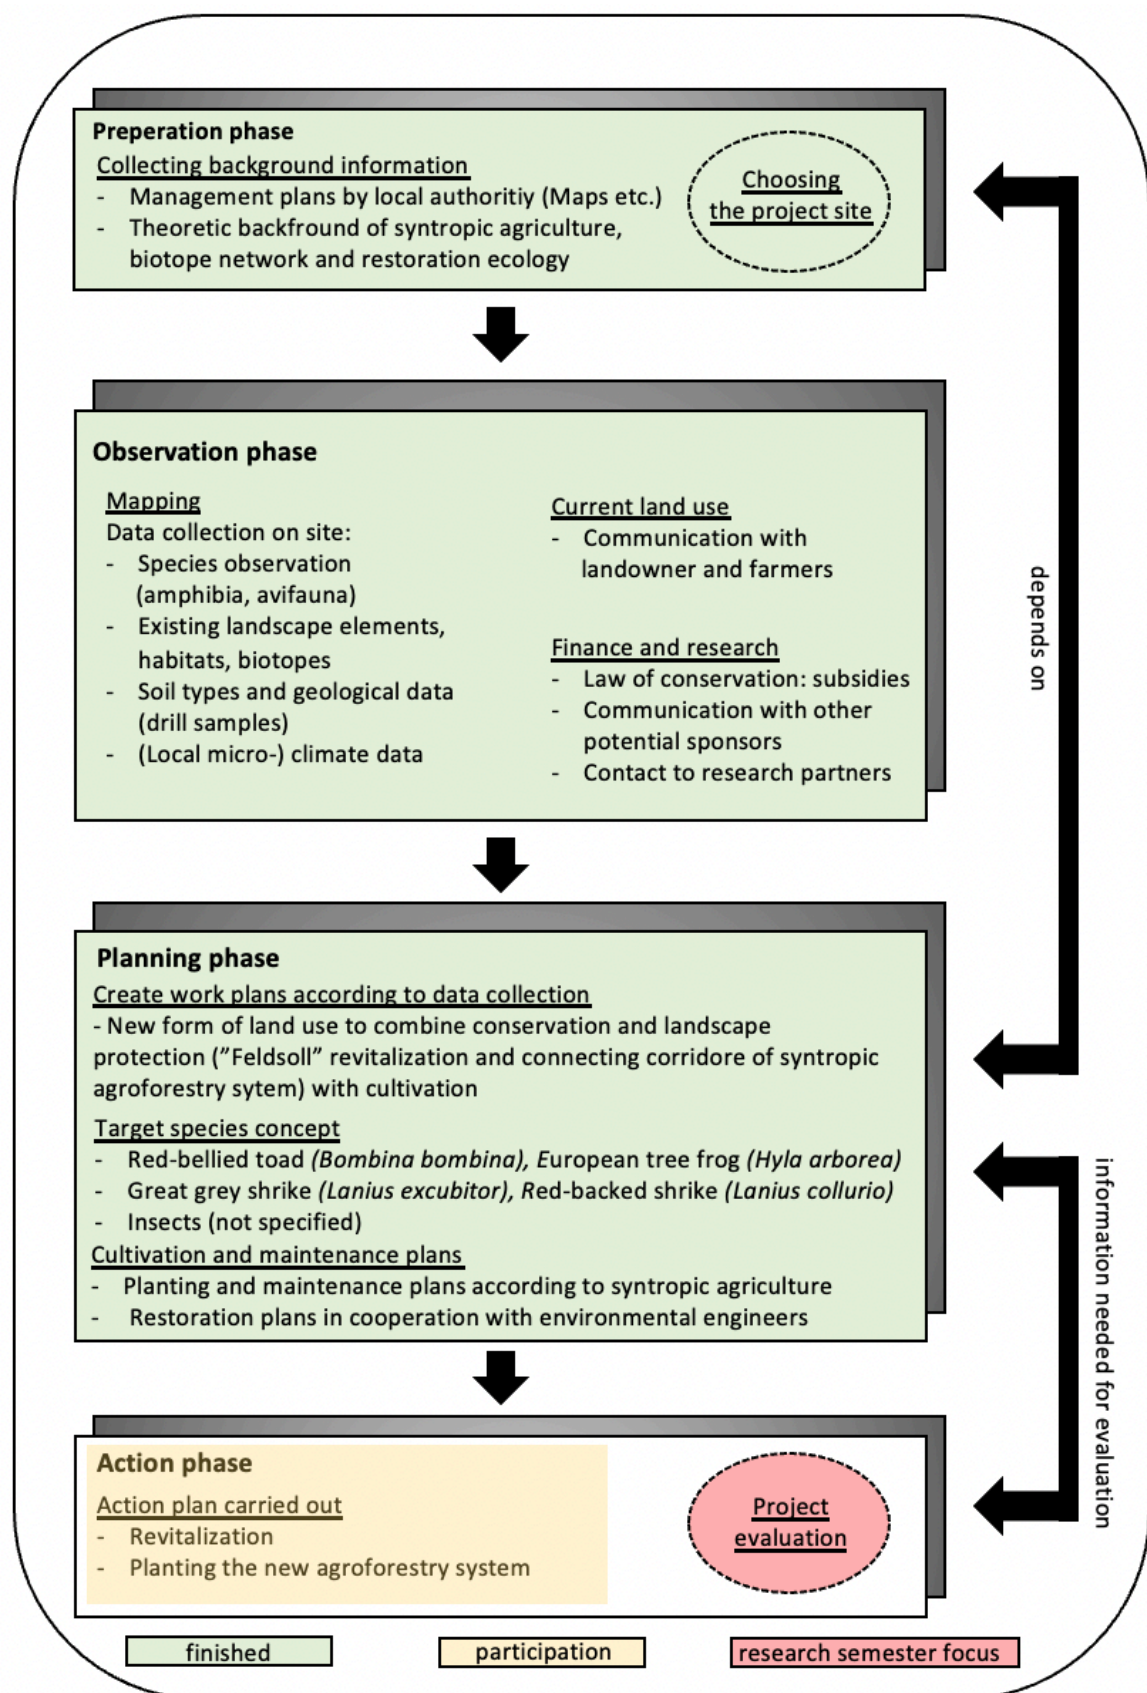 Preperation phase
Collecting background information
- Management plans by local authoritiy (Maps etc.)
- Theoretic backfround of syntropic agriculture,
biotope network and restoration ecology
Choosing
the project site
Observation phase
Mapping
Data collection on site:
- Species observation
(amphibia, avifauna)
- Existing landscape elements,
habitats, biotopes
- Soil types and geological data
(drill samples)
- (Local micro-) climate data
Current land use
- Communication with
landowner and farmers
Finance and research
- Law of conservation: subsidies
- Communication with other
potential sponsors
- Contact to research partners
depends on
Planning phase
Create work plans according to data collection
- New form of land use to combine conservation and landscape
protection (”Feldsoll” revitalization and connecting corridore of syntropic
agroforestry sytem) with cultivation
Target species concept
- Red-bellied toad (Bombina bombina), European tree frog (Hyla arborea)
- Great grey shrike (Lanius excubitor), Red-backed shrike (Lanius collurio)
- Insects (not specified)
Cultivation and maintenance plans
- Planting and maintenance plans according to syntropic agriculture
- Restoration plans in cooperation with environmental engineers
information needed for evaluation
Action phase
Action plan carried out
- Revitalization
- Planting the new agroforestry system
Project
evaluation
finished
participation
research semester focus